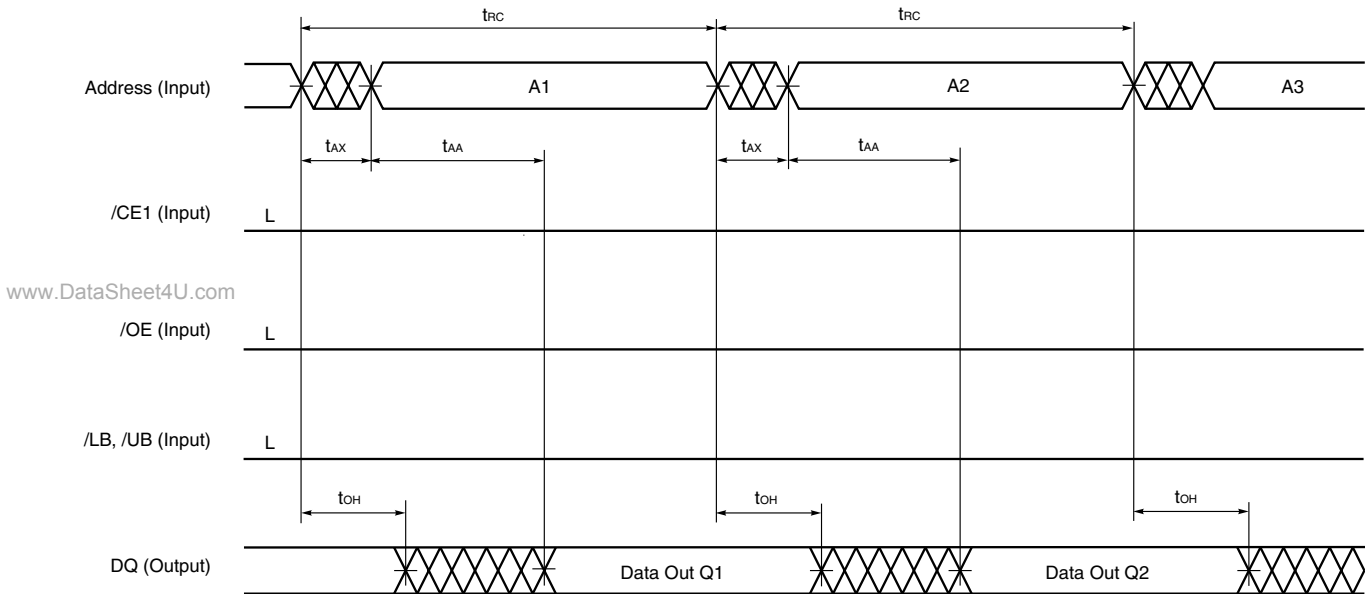 tRC tRC
Address (Input) A1 A2 A3
tAX tAA tAX tAA
/CE1 (Input) L
www.DataSheet4U.com
/OE (Input) L
/LB, /UB (Input) L
tOH tOH tOH
DQ (Output) Data Out Q1 Data Out Q2